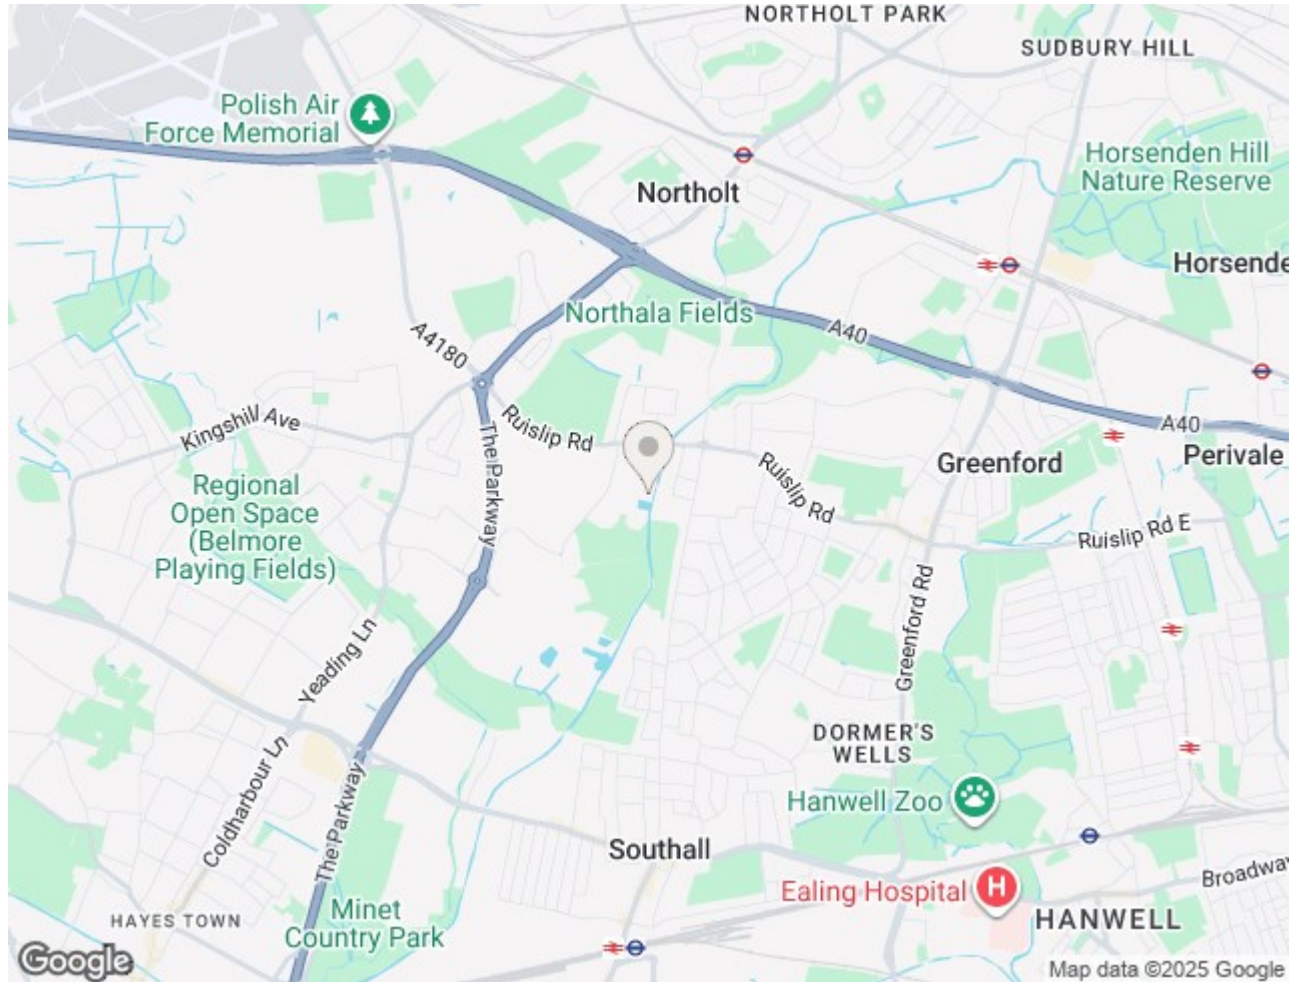 NORTHOLT PARK
SUDBURY HILL
Polish Air
Force Memorial
Horsenden Hill
Nature Reserve
Northolt
Horsende
Northala Fields
A40
A4180
Kingshill Ave
Ruislip Rd
A40
Perivale
Greenford
The Parkway
Ruislip Rd
Regional
Open Space
(Belmore
Playing Fields)
Ruislip Rd E
Greenford Rd
Yeading Ln
DORMER'S
WELLS
Coldharbour Ln
The Parkway
Hanwell Zoo
Southall
Ealing Hospital
H
Broadway
HAYES TOWN
Minet
Country Park
HANWELL
Google
Map data ©2025 Google